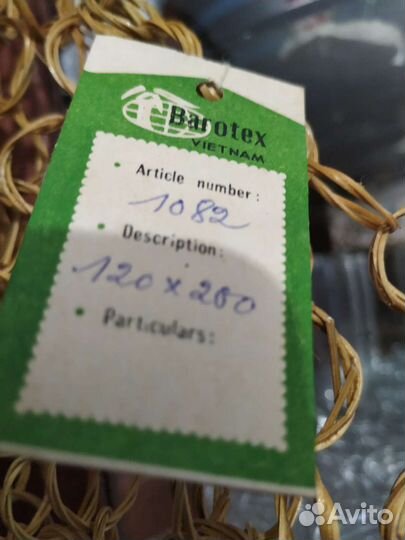 Barotex
VIETNAM
• Article number:
1082
• Description:
120 x 200
• Particulars:
Avito